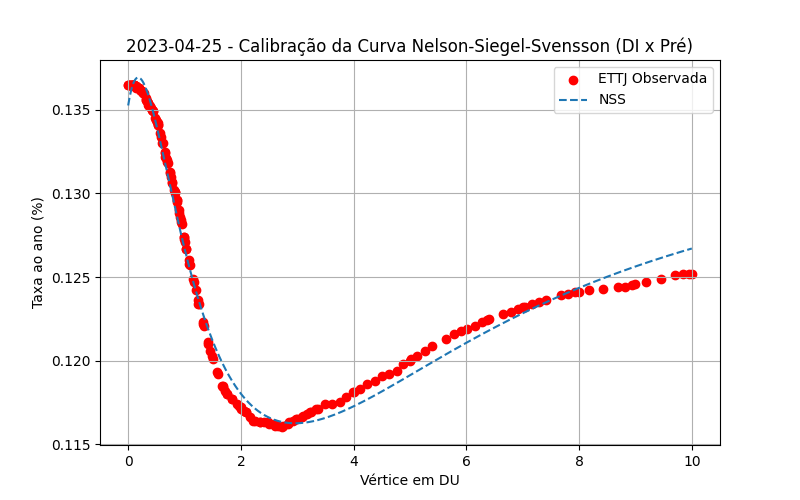 2023-04-25 - Calibração da Curva Nelson-Siegel-Svensson (DI x Pré)
ETTJ Observada
NSS
Taxa ao ano (%)
0.135
0.130
0.125
0.120
0.115
0 2 4 6 8 10
Vértice em DU